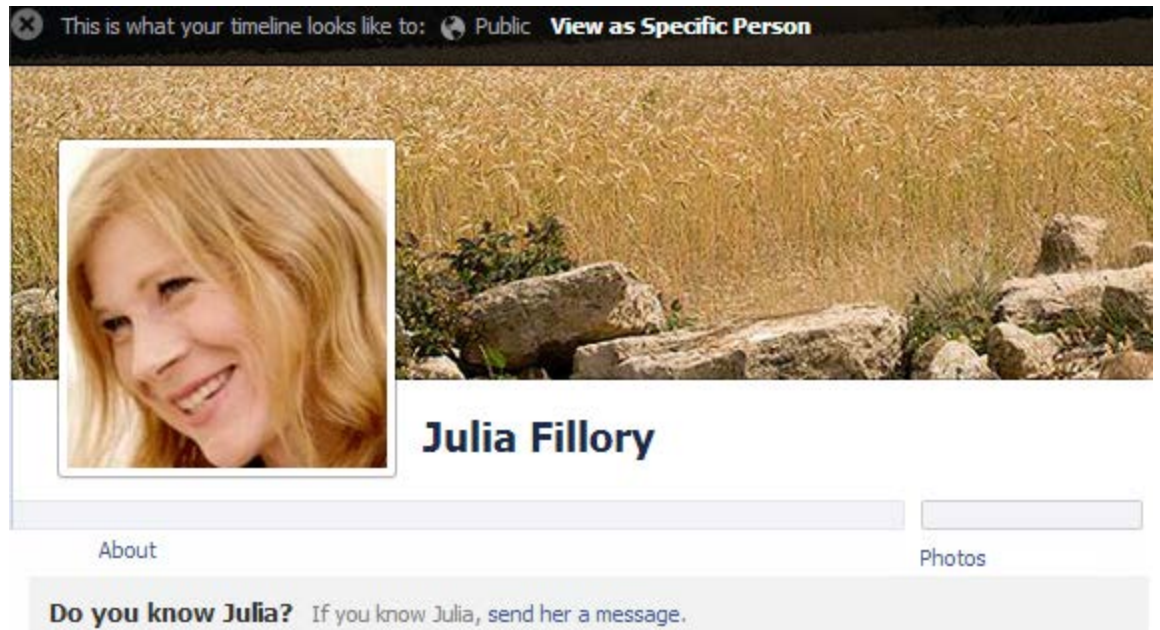 This is what your timeline looks like to: Public View as Specific Person
Julia Fillory
About
Photos
Do you know Julia? If you know Julia, send her a message.